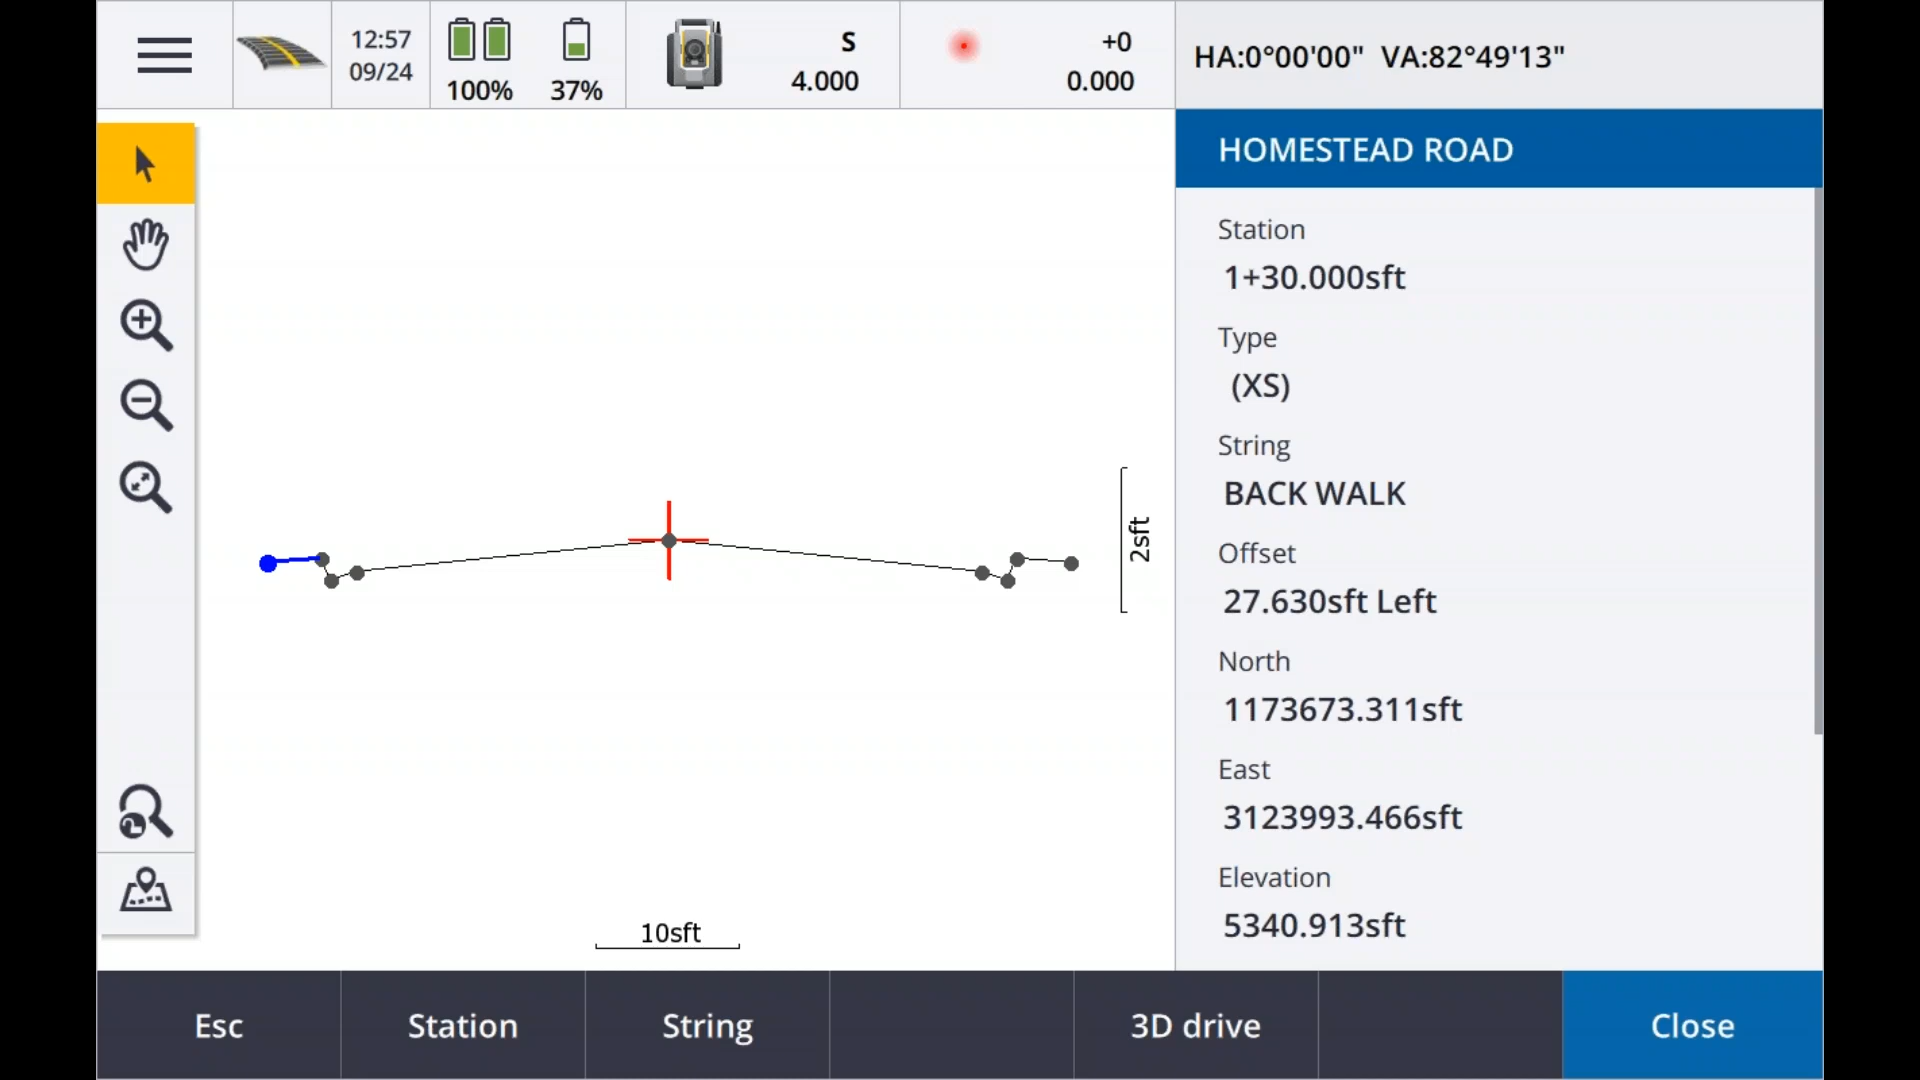 12:57
09/24
100%
37%
S
4.000
+0
0.000
HA:0°00'00" VA:82°49'13"
HOMESTEAD ROAD
Station
1+30.000sft
Type
(XS)
String
BACK WALK
Offset
27.630sft Left
North
1173673.311sft
East
3123993.466sft
Elevation
5340.913sft
2sft
10sft
Esc
Station
String
3D drive
Close